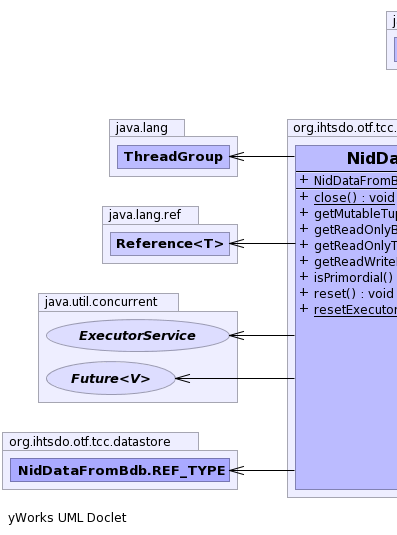 j
java.lang
ThreadGroup
java.lang.ref
Reference<T>
java.util.concurrent
ExecutorService
Future<V>
org.ihtsdo.otf.tcc.datastore
NidDataFromBdb.REF_TYPE
org.ihtsdo.otf.tcc.
NidDa
+ NidDataFromB
+ close() : void
+ getMutableTup
+ getReadOnlyB
+ getReadOnlyT
+ getReadWrite
+ isPrimordial()
+ reset() : void
+ resetExecutor
yWorks UML Doclet